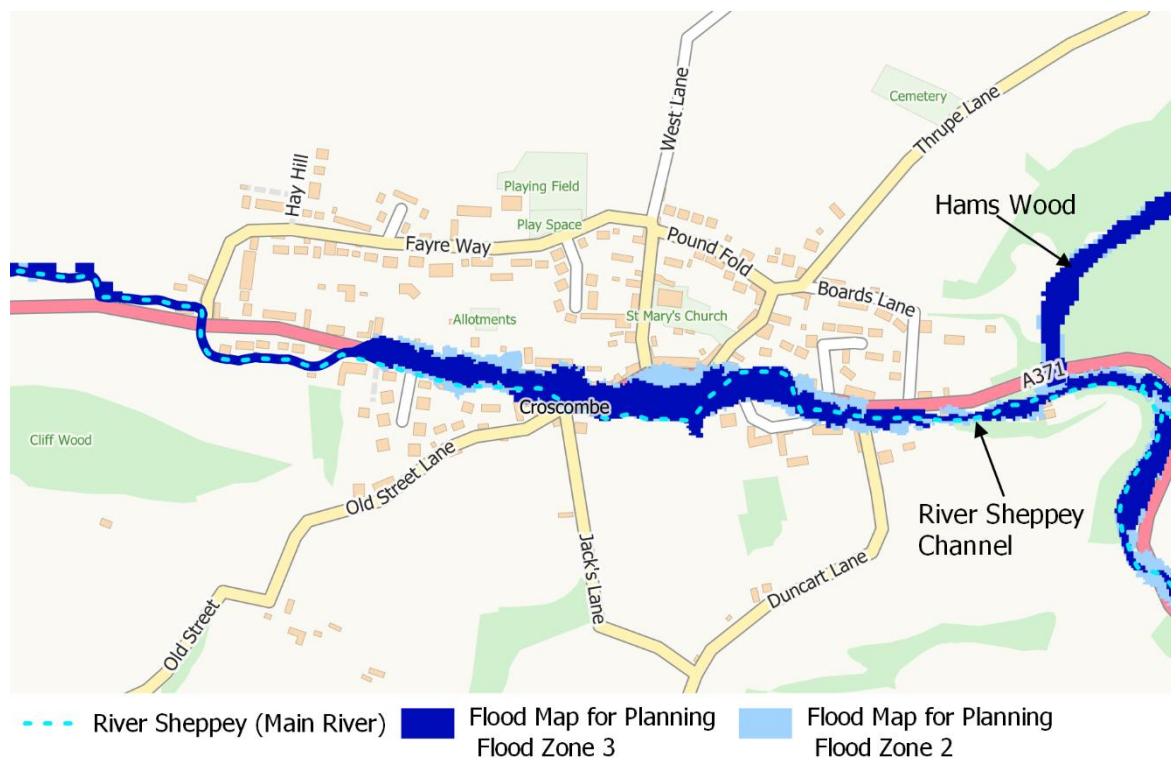 Cemetery
West Lane
Thrupe Lane
Hay Hill
Playing Field
Play Space
Hams Wood
Fayre Way
Pound Fold
Boards Lane
Allotments
St Mary's Church
A371
Croscombe
Cliff Wood
Old Street Lane
River Sheppey
Channel
Jack's Lane
Duncart Lane
Old Street
River Sheppey (Main River)
Flood Map for Planning
Flood Zone 3
Flood Map for Planning
Flood Zone 2